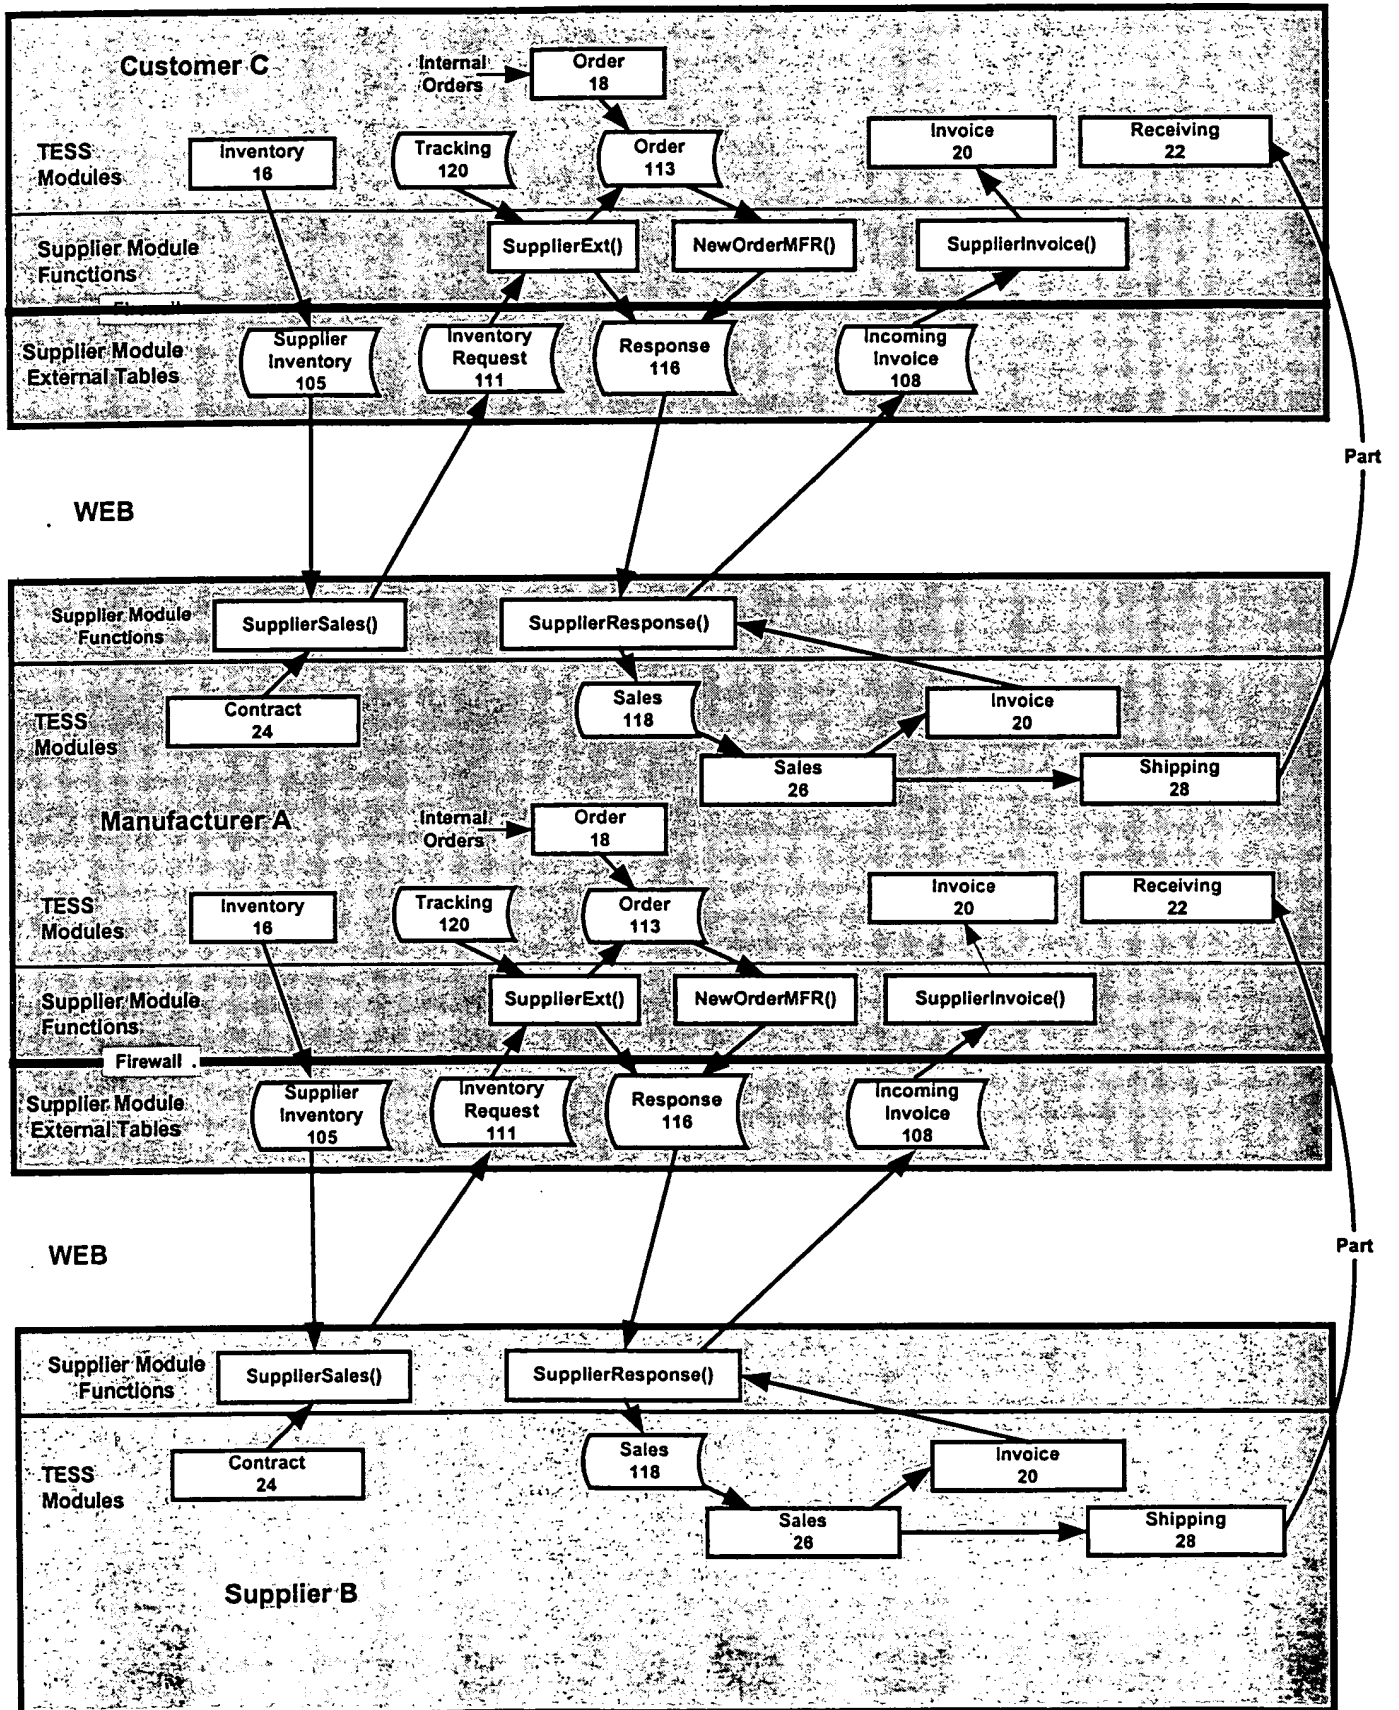 Customer C
Internal
Orders
Order
18
TESS
Modules
Inventory
16
Tracking
120
Order
113
Invoice
20
Receiving
22
Supplier Module
Functions
SupplierExt()
NewOrderMFR()
SupplierInvoice()
Supplier Module
External Tables
Supplier
Inventory
105
Inventory
Request
111
Response
116
Incoming
Invoice
108
Part
WEB
Supplier Module
Functions
SupplierSales()
SupplierResponse()
TESS
Modules
Contract
24
Sales
118
Invoice
20
Sales
26
Shipping
28
Manufacturer A
Internal
Orders
Order
18
TESS
Modules
Inventory
16
Tracking
120
Order
113
Invoice
20
Receiving
22
Supplier Module
Functions
SupplierExt()
NewOrderMFR()
SupplierInvoice()
Firewall
Supplier Module
External Tables
Supplier
Inventory
105
Inventory
Request
111
Response
116
Incoming
Invoice
108
WEB
Part
Supplier Module
Functions
SupplierSales()
SupplierResponse()
TESS
Modules
Contract
24
Sales
118
Invoice
20
Sales
26
Shipping
28
Supplier B